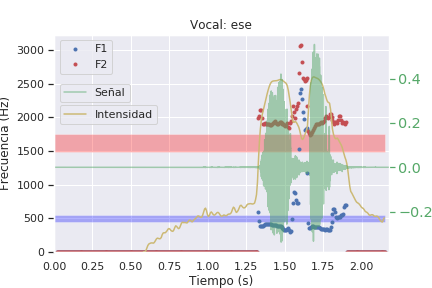 Vocal: ese
F1
F2
Señal
Intensidad
Frecuencia (Hz)
3000
2500
2000
1500
1000
500
0
0.4
0.2
0.0
−0.2
0.00 0.25 0.50 0.75 1.00 1.25 1.50 1.75 2.00
Tiempo (s)